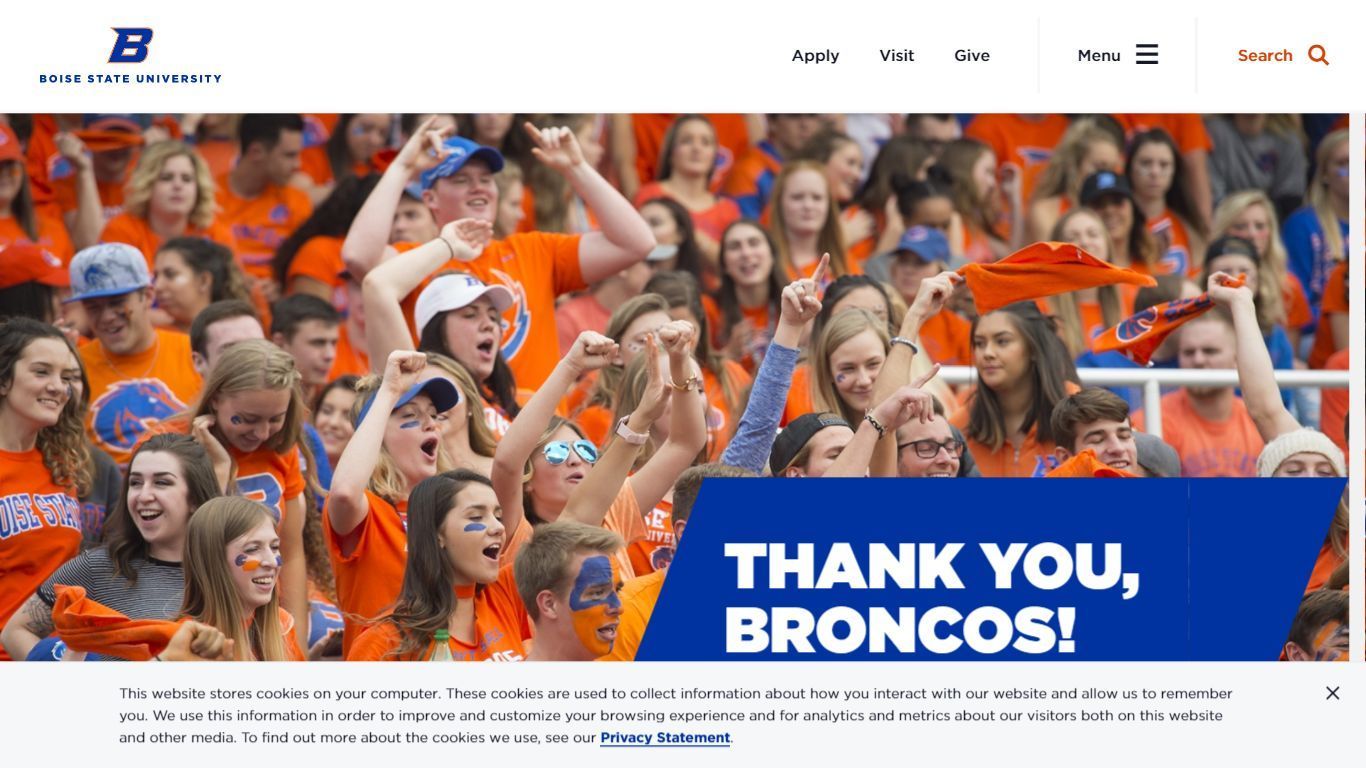 B
BOISE STATE UNIVERSITY
Apply
Visit
Give
Menu
Search
THANK YOU,
BRONCOS!
This website stores cookies on your computer. These cookies are used to collect information about how you interact with our website and allow us to remember
you. We use this information in order to improve and customize your browsing experience and for analytics and metrics about our visitors both on this website
and other media. To find out more about the cookies we use, see our Privacy Statement.